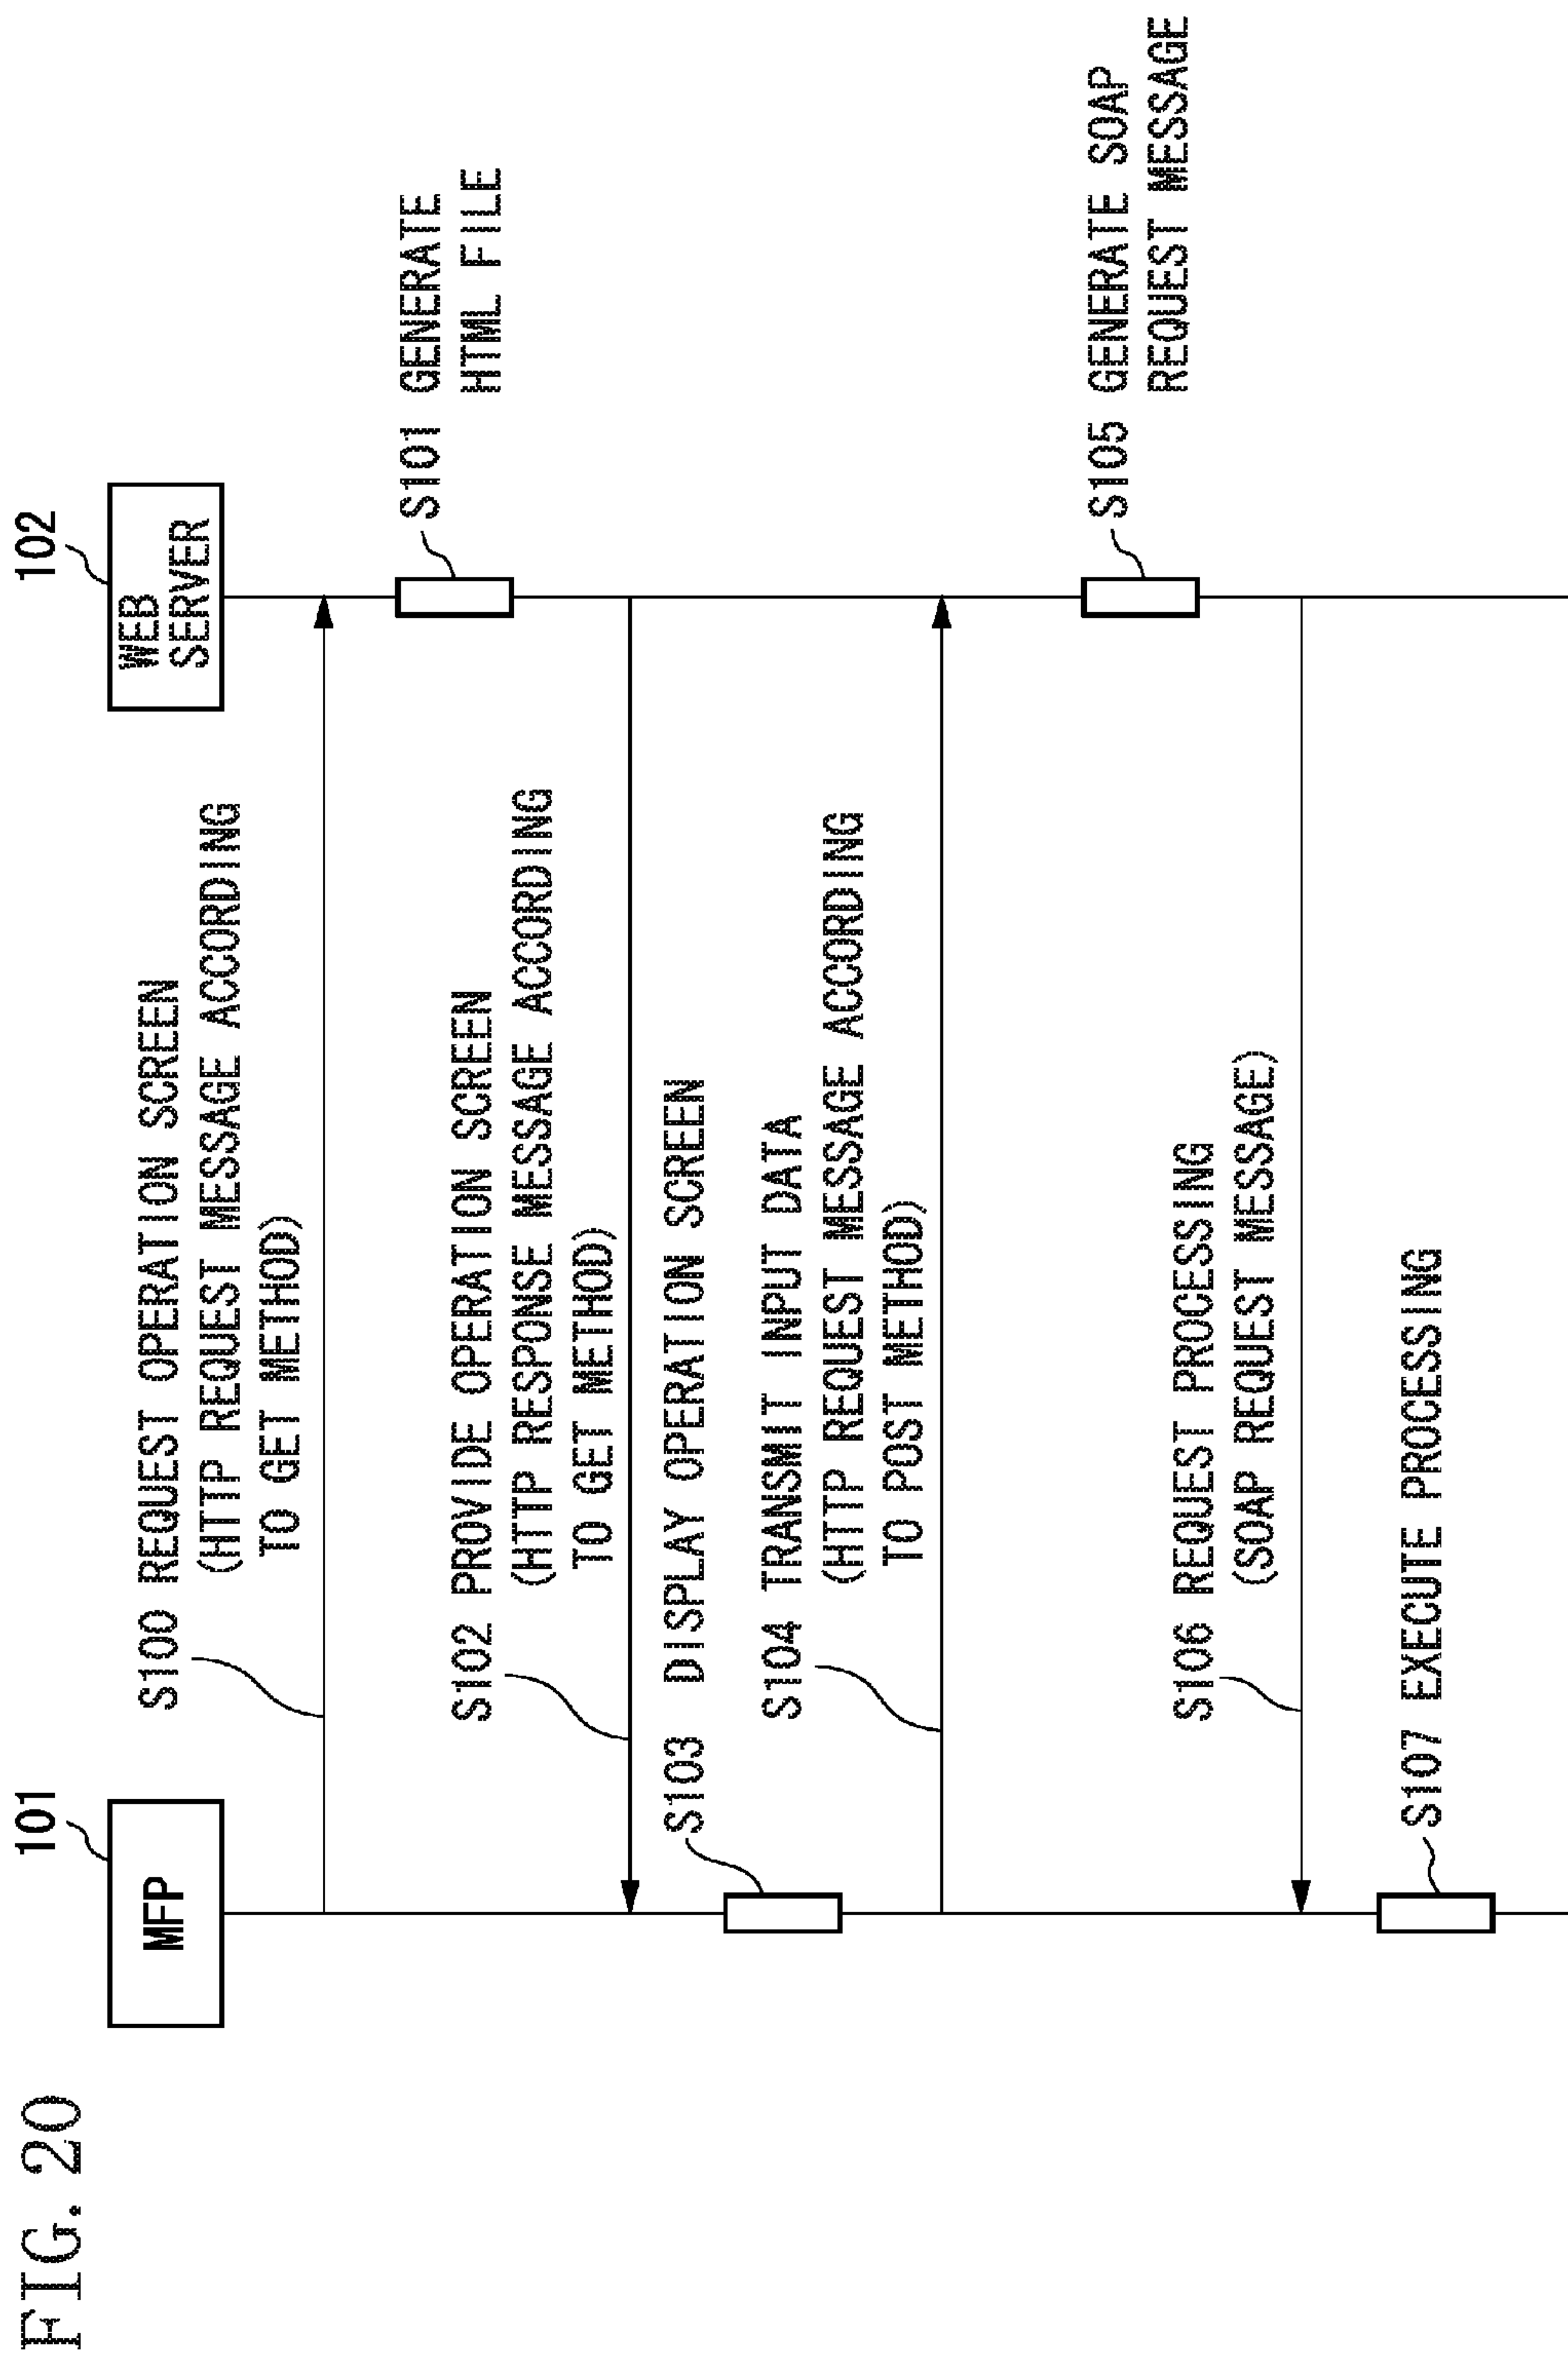 FIG. 20
101
MFP
102
WEB
SERVER
S100 REQUEST OPERATION SCREEN
(HTTP REQUEST MESSAGE ACCORDING
TO GET METHOD)
S101 GENERATE
HTML FILE
S102 PROVIDE OPERATION SCREEN
(HTTP RESPONSE MESSAGE ACCORDING
TO GET METHOD)
S103 DISPLAY OPERATION SCREEN
S104 TRANSMIT INPUT DATA
(HTTP REQUEST MESSAGE ACCORDING
TO POST METHOD)
S105 GENERATE SOAP
REQUEST MESSAGE
S106 REQUEST PROCESSING
(SOAP REQUEST MESSAGE)
S107 EXECUTE PROCESSING